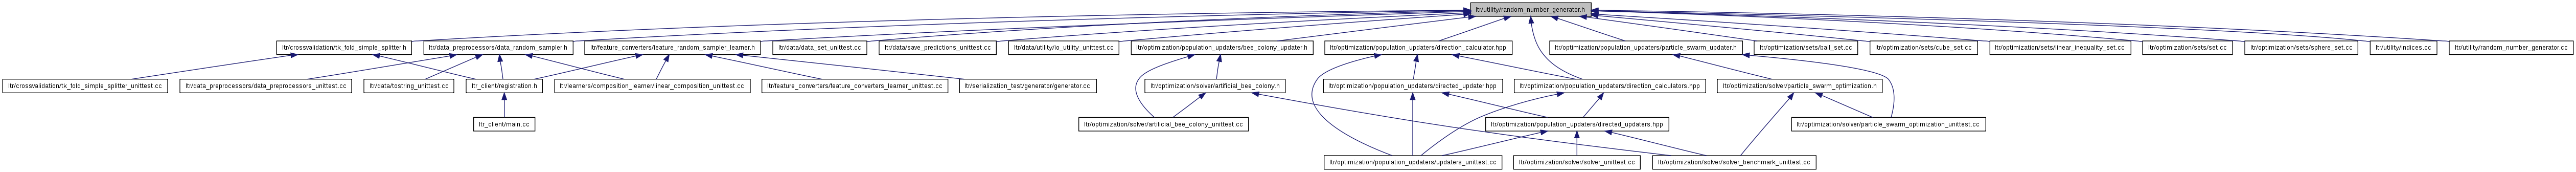 ltr/utility/random_number_generator.h
ltr/crossvalidation/tk_fold_simple_splitter.h
ltr/data_preprocessors/data_random_sampler.h
ltr/feature_converters/feature_random_sampler_learner.h
ltr/data/data_set_unittest.cc
ltr/data/save_predictions_unittest.cc
ltr/data/utility/io_utility_unittest.cc
ltr/optimization/population_updaters/bee_colony_updater.h
ltr/optimization/population_updaters/direction_calculator.hpp
ltr/optimization/population_updaters/particle_swarm_updater.h
ltr/optimization/sets/ball_set.cc
ltr/optimization/sets/cube_set.cc
ltr/optimization/sets/linear_inequality_set.cc
ltr/optimization/sets/set.cc
ltr/optimization/sets/sphere_set.cc
ltr/utility/indices.cc
ltr/utility/random_number_generator.cc
ltr/crossvalidation/tk_fold_simple_splitter_unittest.cc
ltr/data_preprocessors/data_preprocessors_unittest.cc
ltr/data/tostring_unittest.cc
ltr_client/registration.h
ltr/learners/composition_learner/linear_composition_unittest.cc
ltr/feature_converters/feature_converters_learner_unittest.cc
ltr/serialization_test/generator/generator.cc
ltr/optimization/solver/artificial_bee_colony.h
ltr/optimization/population_updaters/directed_updater.hpp
ltr/optimization/population_updaters/direction_calculators.hpp
ltr/optimization/solver/particle_swarm_optimization.h
ltr_client/main.cc
ltr/optimization/solver/artificial_bee_colony_unittest.cc
ltr/optimization/population_updaters/directed_updaters.hpp
ltr/optimization/solver/particle_swarm_optimization_unittest.cc
ltr/optimization/population_updaters/updaters_unittest.cc
ltr/optimization/solver/solver_unittest.cc
ltr/optimization/solver/solver_benchmark_unittest.cc